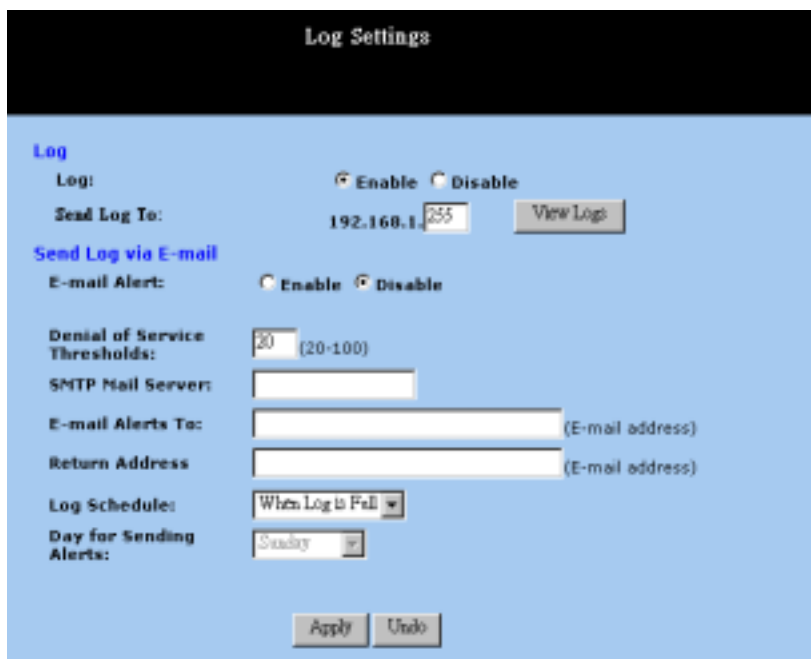 Log Settings
Log
Log: Enable Disable
Send Log To: 192.168.1. 255 View Logs
Send Log via E-mail
E-mail Alert: Enable Disable
Denial of Service
Thresholds: 20 (20-100)
SMTP Mail Server:
E-mail Alerts To: (E-mail address)
Return Address (E-mail address)
Log Schedule: When Log is Full
Day for Sending
Alerts: Sunday
Apply Undo